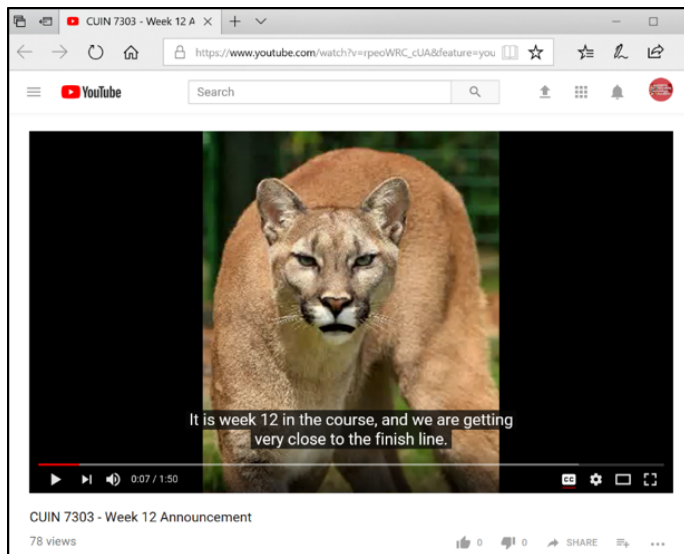 CUIN 7303 - Week 12 A
https://www.youtube.com/watch?v=rpeoWRC_cUA&feature=you
YouTube
Search
It is week 12 in the course, and we are getting
very close to the finish line.
0:07 / 1:50
CC
CUIN 7303 - Week 12 Announcement
78 views
0
0
SHARE